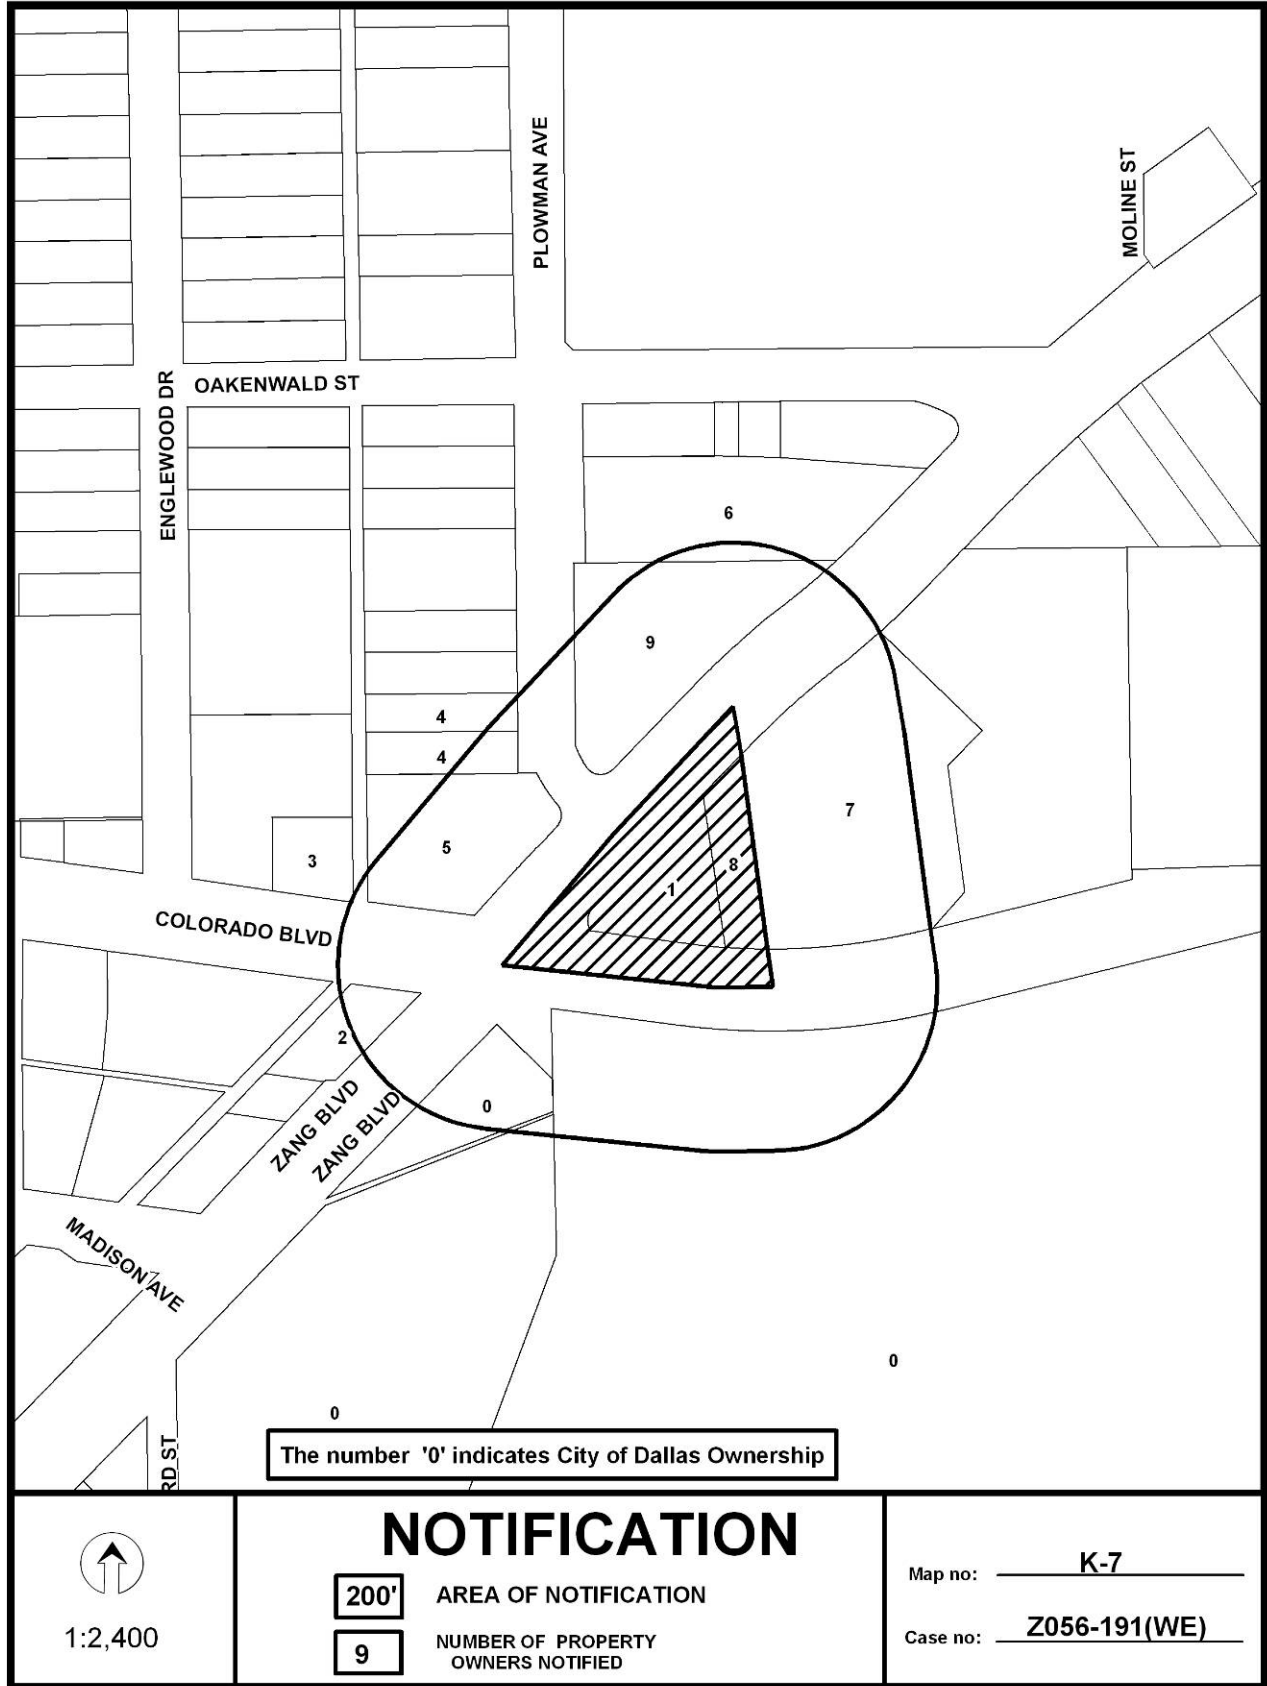 PLOWMAN AVE
MOLINE ST
ENGLEWOOD DR
OAKENWALD ST
6
9
4
4
7
5
3
8
1
COLORADO BLVD
2
0
ZANG BLVD
ZANG BLVD
MADISON AVE
0
0
RD ST
The number '0' indicates City of Dallas Ownership
1:2,400
NOTIFICATION
200' AREA OF NOTIFICATION
9 NUMBER OF PROPERTY
OWNERS NOTIFIED
Map no: K-7
Case no: Z056-191(WE)